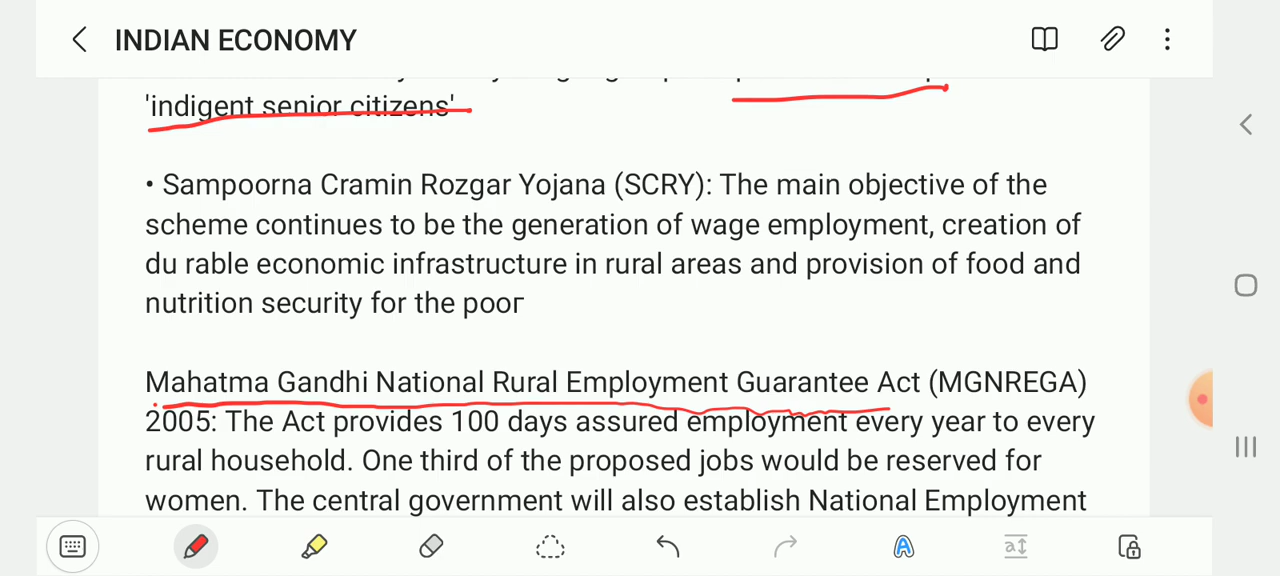 INDIAN ECONOMY
'indigent senior citizens'
• Sampoorna Cramin Rozgar Yojana (SCRY): The main objective of the
scheme continues to be the generation of wage employment, creation of
du rable economic infrastructure in rural areas and provision of food and
nutrition security for the poor
Mahatma Gandhi National Rural Employment Guarantee Act (MGNREGA)
2005: The Act provides 100 days assured employment every year to every
rural household. One third of the proposed jobs would be reserved for
women. The central government will also establish National Employment